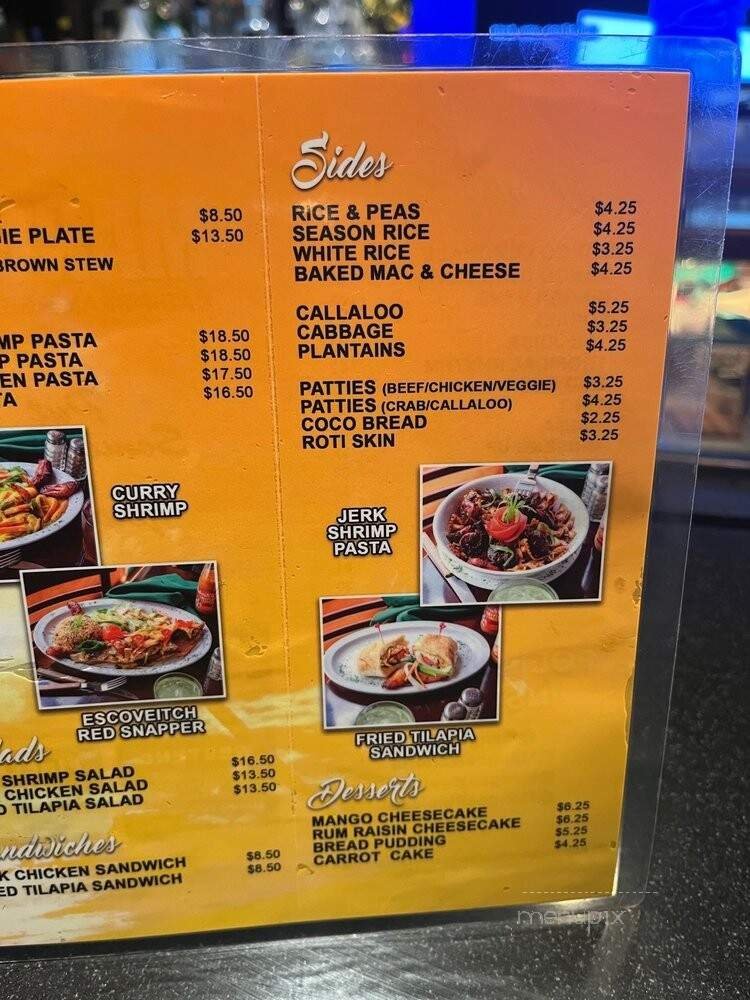 $8.50
IE PLATE $13.50
BROWN STEW
MP PASTA $18.50
P PASTA $18.50
EN PASTA $17.50
TA $16.50
CURRY
SHRIMP
ESCOVEITCH
RED SNAPPER
ads
SHRIMP SALAD $16.50
CHICKEN SALAD $13.50
D TILAPIA SALAD $13.50
ndwiches
K CHICKEN SANDWICH $8.50
ED TILAPIA SANDWICH $8.50
Sides
RICE & PEAS $4.25
SEASON RICE $4.25
WHITE RICE $3.25
BAKED MAC & CHEESE $4.25
CALLALOO $5.25
CABBAGE $3.25
PLANTAINS $4.25
PATTIES (BEEF/CHICKEN/VEGGIE) $3.25
PATTIES (CRAB/CALLALOO) $4.25
COCO BREAD $2.25
ROTI SKIN $3.25
JERK
SHRIMP
PASTA
FRIED TILAPIA
SANDWICH
Desserts
MANGO CHEESECAKE $6.25
RUM RAISIN CHEESECAKE $6.25
BREAD PUDDING $5.25
CARROT CAKE $4.25
menupix